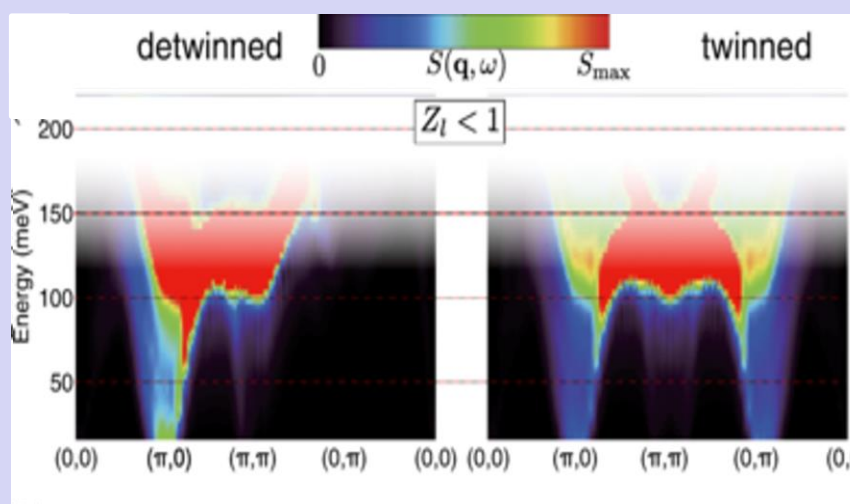 detwinned
twinned
0
S(q,ω)
S_max
Z_l < 1
200
150
100
50
Energy (meV)
(0,0) (π,0) (π,π) (0,π) (0,0)
(0,0) (π,0) (π,π) (0,π) (0,